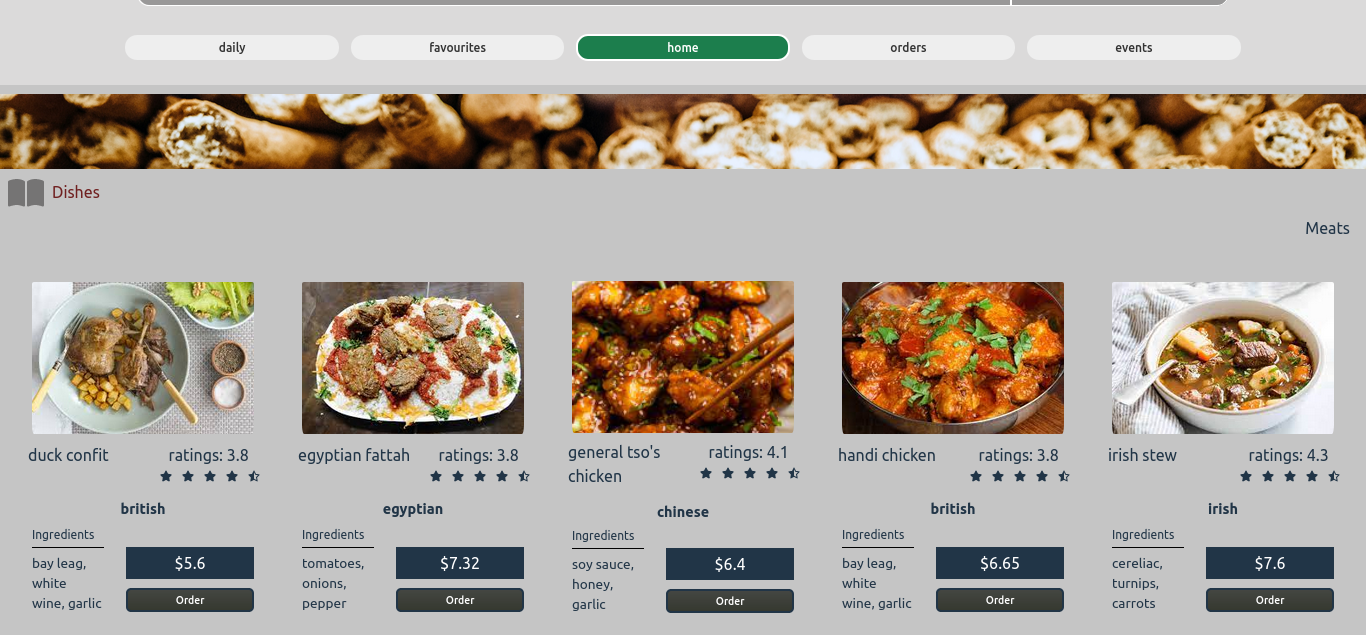 daily
favourites
home
orders
events
Dishes
Meats
duck confit
ratings: 3.8
british
Ingredients
bay leag,
white
wine, garlic
$5.6
Order
egyptian fattah
ratings: 3.8
egyptian
Ingredients
tomatoes,
onions,
pepper
$7.32
Order
general tso's
chicken
ratings: 4.1
chinese
Ingredients
soy sauce,
honey,
garlic
$6.4
Order
handi chicken
ratings: 3.8
british
Ingredients
bay leag,
white
wine, garlic
$6.65
Order
irish stew
ratings: 4.3
irish
Ingredients
cereliac,
turnips,
carrots
$7.6
Order